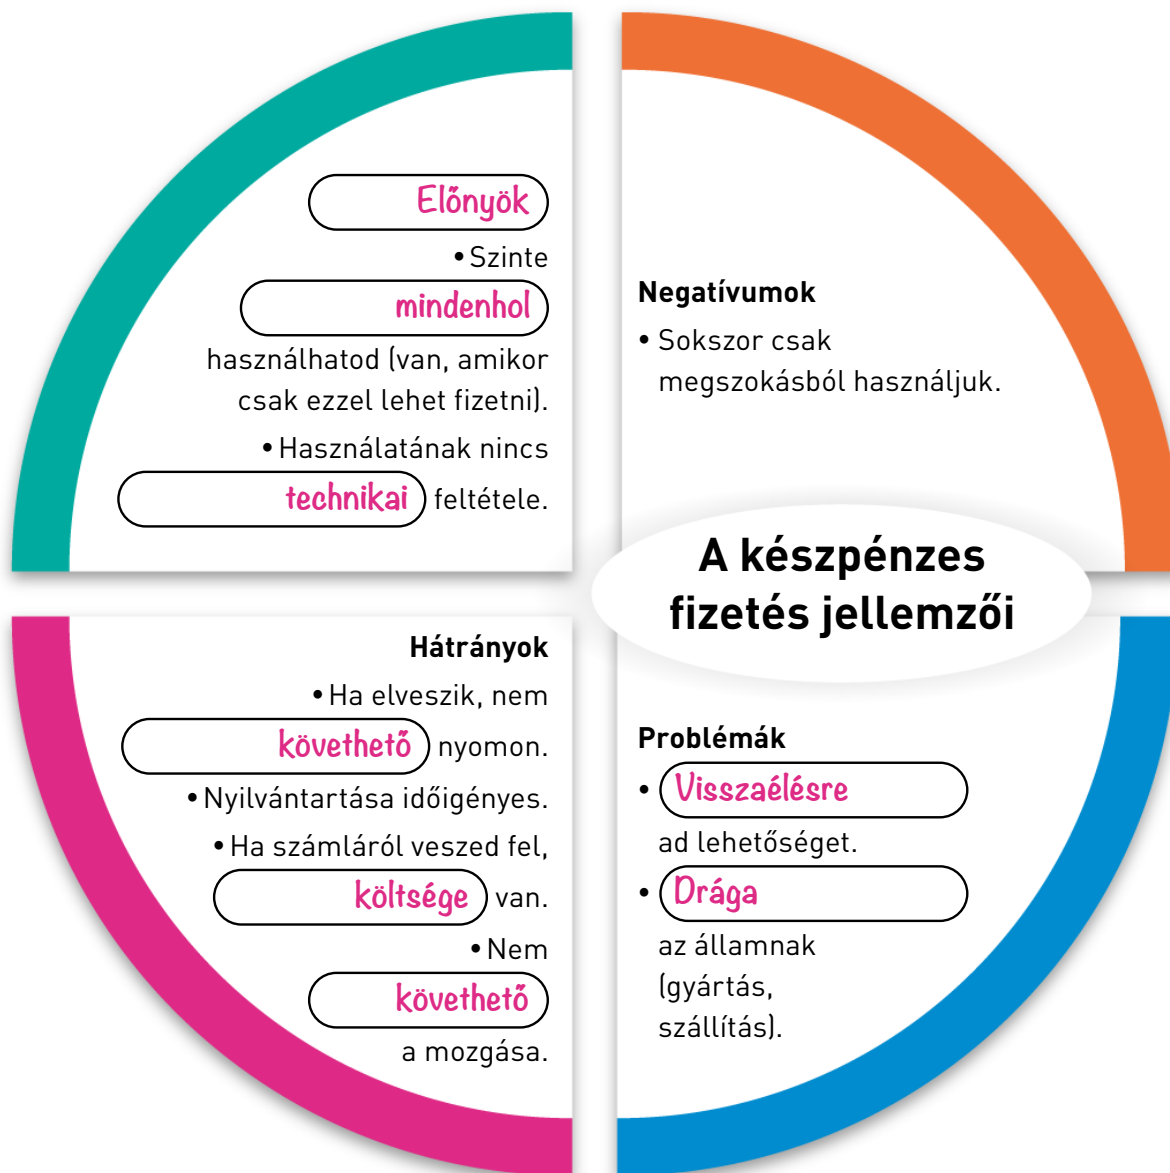 Előnyök
• Szinte
mindenhol
használhatod (van, amikor
csak ezzel lehet fizetni).
• Használatának nincs
technikai feltétele.
Negatívumok
• Sokszor csak
megszokásból használjuk.
A készpénzes
fizetés jellemzői
Hátrányok
• Ha elveszik, nem
követhető nyomon.
• Nyilvántartása időigényes.
• Ha számláról veszed fel,
költsége van.
• Nem
követhető
a mozgása.
Problémák
• Visszaélésre
ad lehetőséget.
• Drága
az államnak
(gyártás,
szállítás).